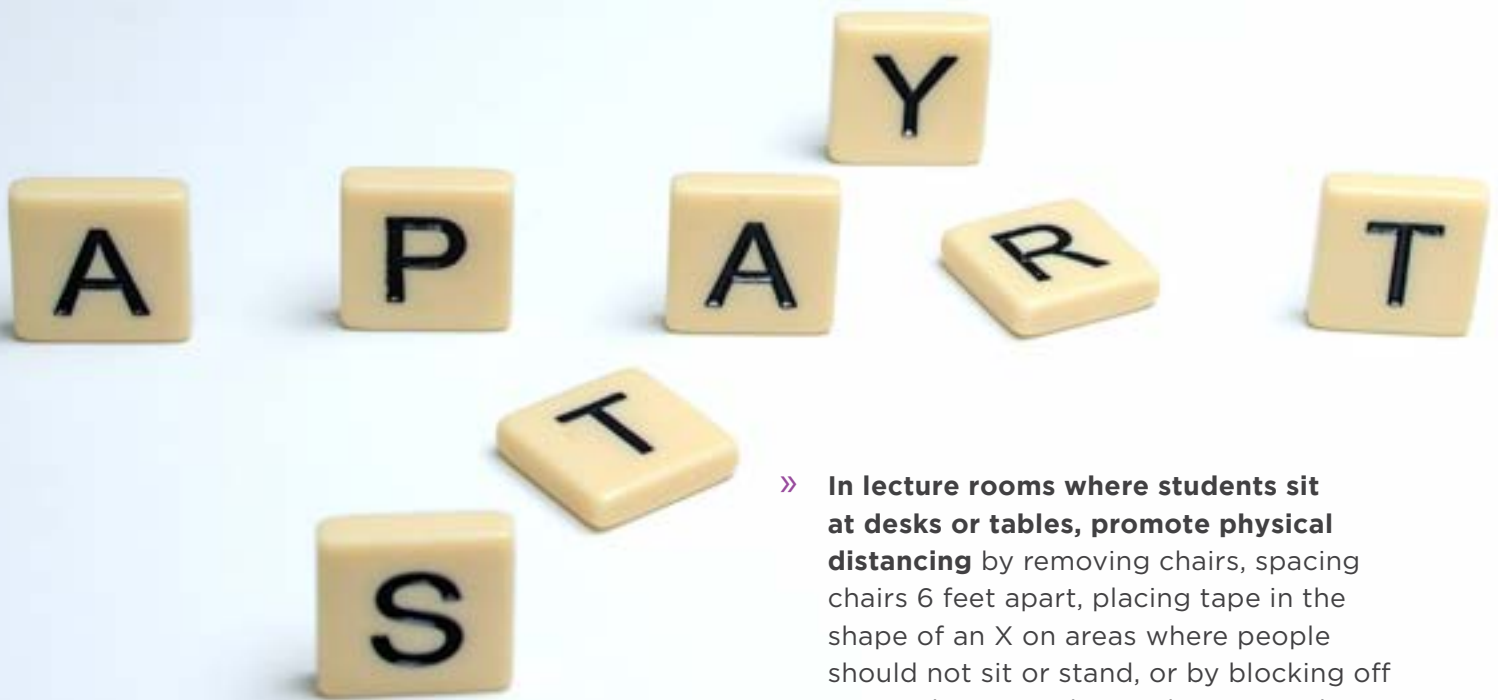 Y
A P A R T
T
S
» In lecture rooms where students sit
at desks or tables, promote physical
distancing by removing chairs, spacing
chairs 6 feet apart, placing tape in the
shape of an X on areas where people
should not sit or stand, or by blocking off